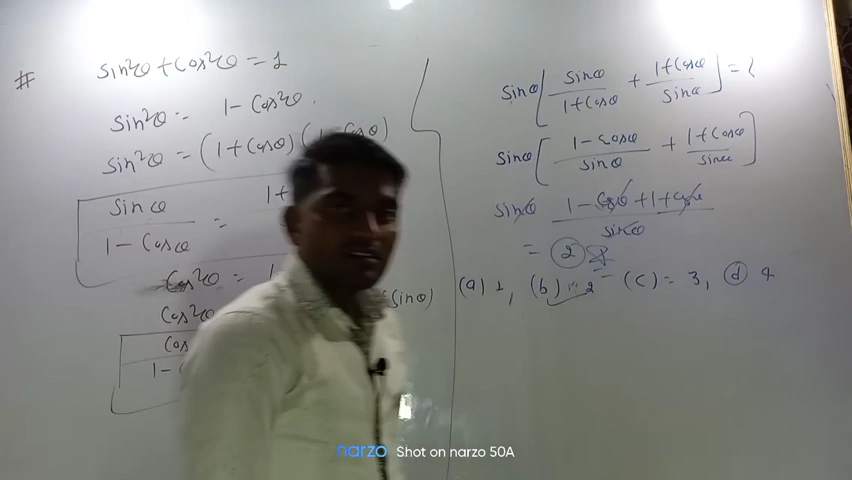 #
sin²θ + cos²θ = 1
sin²θ = 1 - cos²θ
sin²θ = (1 + cosθ)(1 - cosθ)
sinθ / 1 - cosθ = 1+
cos²θ = 1
cos²θ sinθ)
cos
1 -
sinθ [ sinθ / 1 + cosθ + 1 + cosθ / sinθ ] = ?
sinθ [ 1 - cosθ / sinθ + 1 + cosθ / sinθ ]
sinθ 1 - cosθ + 1 + cosθ / sinθ
= 2
(a) 1, (b) 2 (c) = 3, (d) 4
narzo Shot on narzo 50A